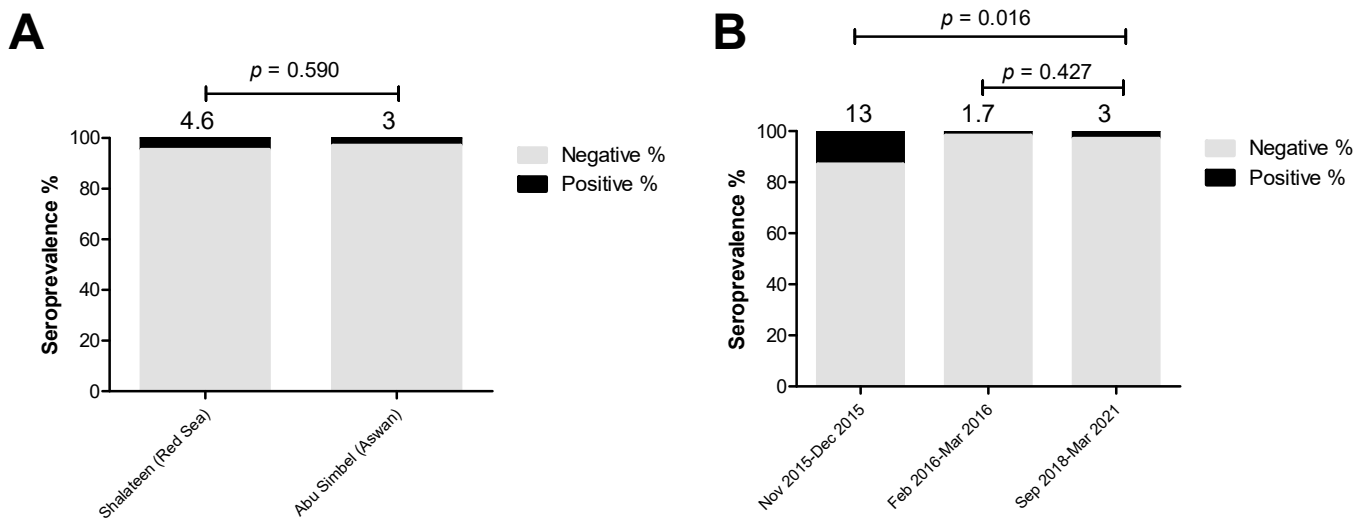 A
p = 0.590
4.6
3
100
80
60
40
20
0
Seroprevalence %
Shalateen (Red Sea)
Abu Simbel (Aswan)
Negative %
Positive %
B
p = 0.016
p = 0.427
13
1.7
3
100
80
60
40
20
0
Seroprevalence %
Nov 2015-Dec 2015
Feb 2016-Mar 2016
Sep 2018-Mar 2021
Negative %
Positive %